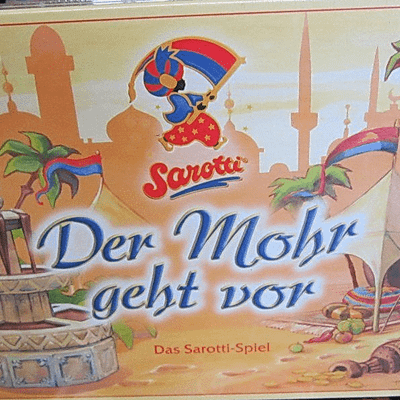 Sarotti
Der Mohr
geht vor
Das Sarotti-Spiel